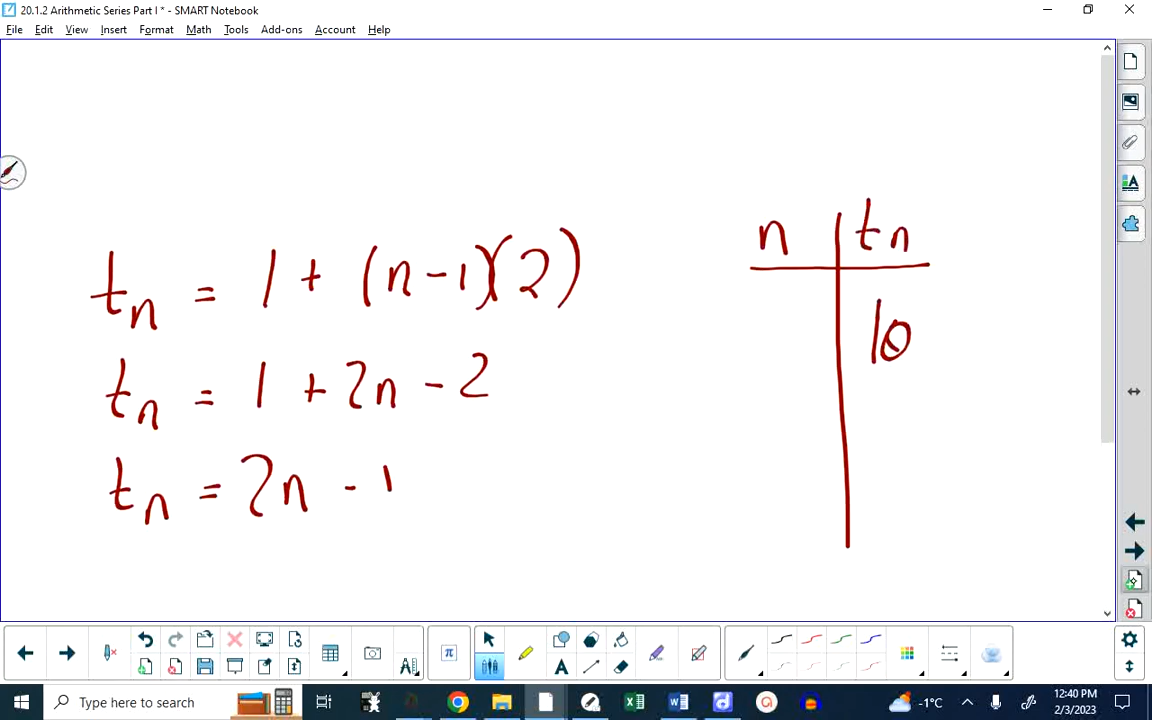 20.1.2 Arithmetic Series Part I * - SMART Notebook
File Edit View Insert Format Math Tools Add-ons Account Help
n tn
tn = 1 + (n-1)(2)
10
tn = 1 + 2n - 2
tn = 2n - 1
π
A
Type here to search
-1°C
12:40 PM
2/3/2023